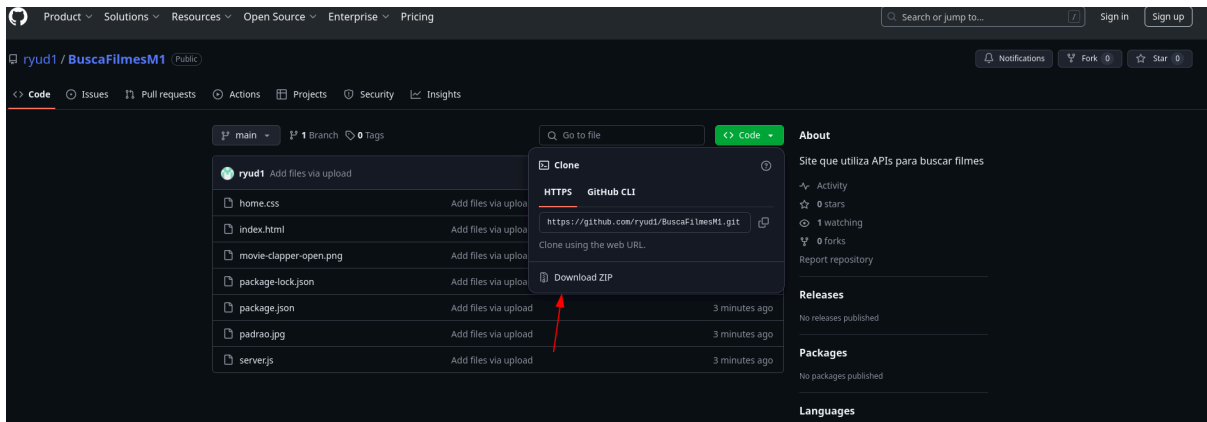 Product Solutions Resources Open Source Enterprise Pricing Search or jump to... / Sign in Sign up
ryud1 / BuscaFilmesM1 Public Notifications Fork 0 Star 0
Code Issues Pull requests Actions Projects Security Insights
main 1 Branch 0 Tags Go to file Code
ryud1 Add files via upload
home.css Add files via uploa
index.html Add files via uploa
movie-clapper-open.png Add files via uploa
package-lock.json Add files via uploa
package.json Add files via upload 3 minutes ago
padrao.jpg Add files via upload 3 minutes ago
server.js Add files via upload 3 minutes ago
Clone
HTTPS GitHub CLI
https://github.com/ryud1/BuscaFilmesM1.git
Clone using the web URL.
Download ZIP
About
Site que utiliza APIs para buscar filmes
Activity
0 stars
1 watching
0 forks
Report repository
Releases
No releases published
Packages
No packages published
Languages